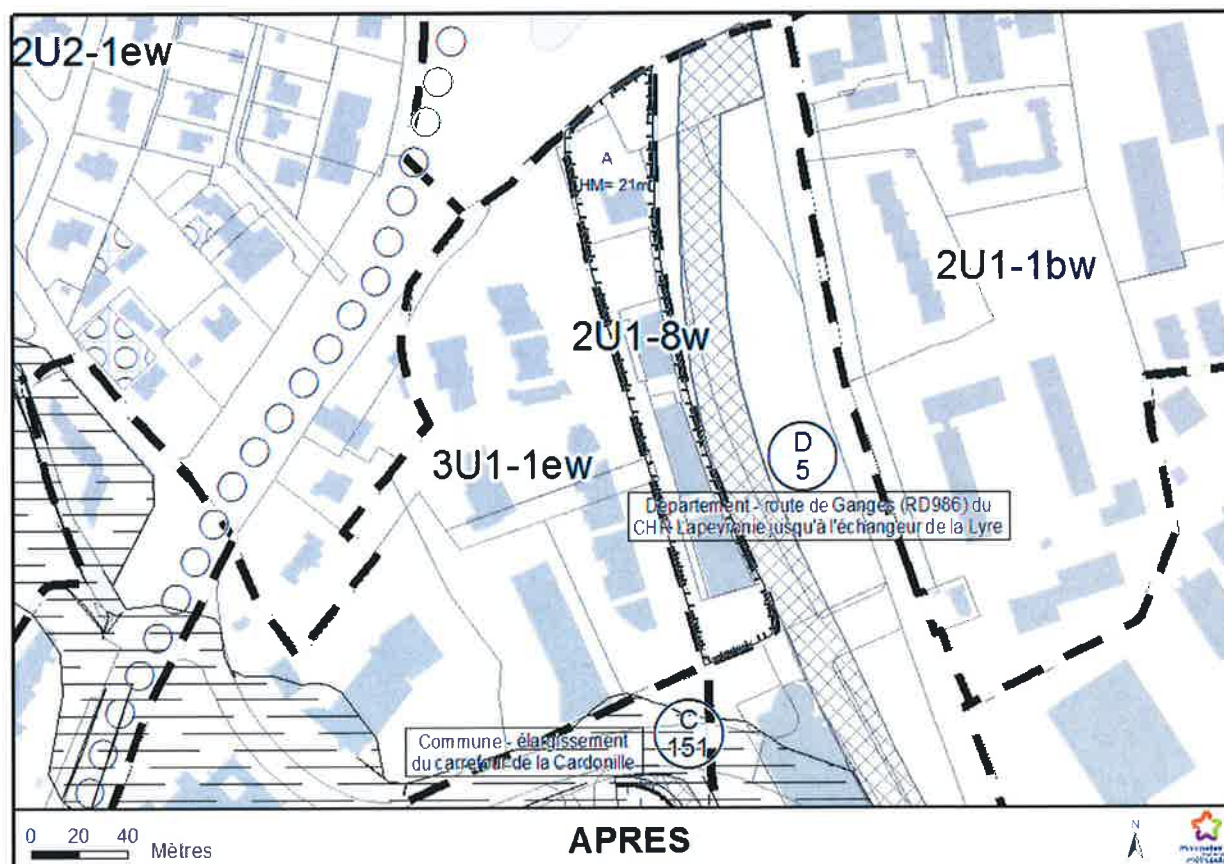 2U2-1ew
A
HM= 21m
2U1-1bw
2U1-8w
3U1-1ew
D
5
Département - route de Ganges (RD986) du
CHR Lapeyronie jusqu'à l'échangeur de la Lyre
C
151
Commune - élargissement
du carrefour de la Cardonille
0 20 40 Mètres
APRES
N